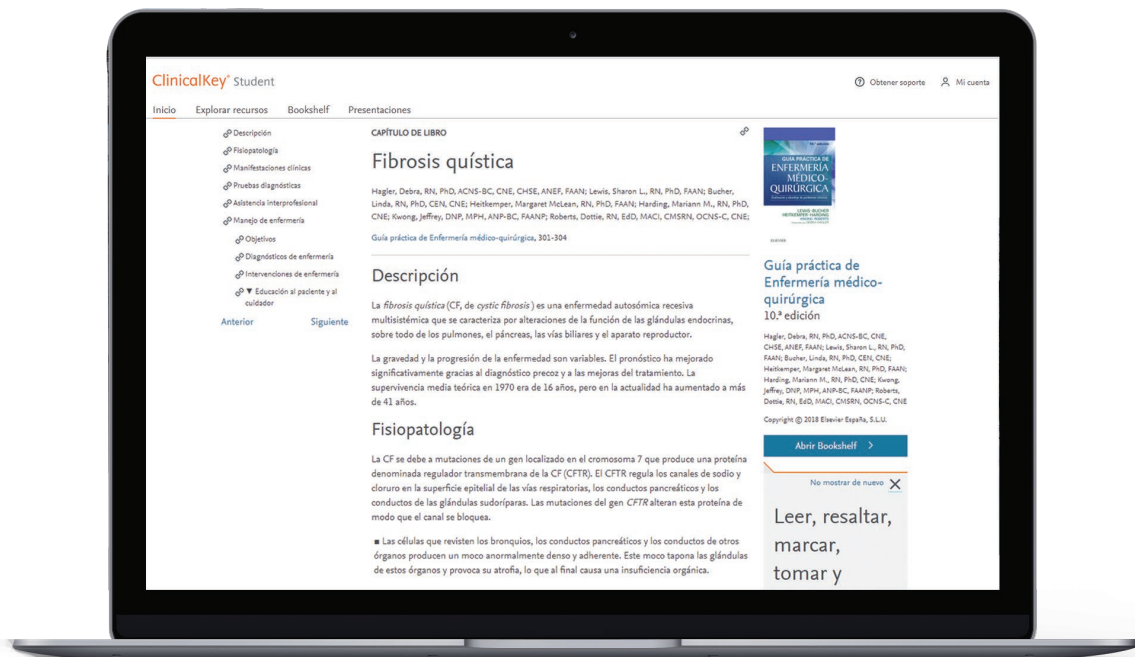 ClinicalKey® Student
Obtener soporte
Mi cuenta
Inicio
Explorar recursos
Bookshelf
Presentaciones
Descripción
Fisiopatología
Manifestaciones clínicas
Pruebas diagnósticas
Asistencia interprofesional
Manejo de enfermería
Objetivos
Diagnósticos de enfermería
Intervenciones de enfermería
▼ Educación al paciente y al
cuidador
Anterior
Siguiente
CAPÍTULO DE LIBRO
Fibrosis quística
Hagler, Debra, RN, PhD, ACNS-BC, CNE, CHSE, ANEF, FAAN; Lewis, Sharon L., RN, PhD, FAAN; Bucher,
Linda, RN, PhD, CEN, CNE; Heitkemper, Margaret McLean, RN, PhD, FAAN; Harding, Mariann M., RN, PhD,
CNE; Kwong, Jeffrey, DNP, MPH, ANP-BC, FAANP; Roberts, Dottie, RN, EdD, MACI, CMSRN, OCNS-C, CNE;
Guía práctica de Enfermería médico-quirúrgica, 301-304
Descripción
La fibrosis quística (CF, de cystic fibrosis ) es una enfermedad autosómica recesiva
multisistémica que se caracteriza por alteraciones de la función de las glándulas endocrinas,
sobre todo de los pulmones, el páncreas, las vías biliares y el aparato reproductor.
La gravedad y la progresión de la enfermedad son variables. El pronóstico ha mejorado
significativamente gracias al diagnóstico precoz y a las mejoras del tratamiento. La
supervivencia media teórica en 1970 era de 16 años, pero en la actualidad ha aumentado a más
de 41 años.
Fisiopatología
La CF se debe a mutaciones de un gen localizado en el cromosoma 7 que produce una proteína
denominada regulador transmembrana de la CF (CFTR). El CFTR regula los canales de sodio y
cloruro en la superficie epitelial de las vías respiratorias, los conductos pancreáticos y los
conductos de las glándulas sudoríparas. Las mutaciones del gen CFTR alteran esta proteína de
modo que el canal se bloquea.
■ Las células que revisten los bronquios, los conductos pancreáticos y los conductos de otros
órganos producen un moco anormalmente denso y adherente. Este moco tapona las glándulas
de estos órganos y provoca su atrofia, lo que al final causa una insuficiencia orgánica.
GUÍA PRÁCTICA DE
ENFERMERÍA
MÉDICO-
QUIRÚRGICA
LEWIS · BUCHER
HEITKEMPER · HARDING
KWONG · ROBERTS
ELSEVIER
Guía práctica de
Enfermería médico-
quirúrgica
10.ª edición
Hagler, Debra, RN, PhD, ACNS-BC, CNE,
CHSE, ANEF, FAAN; Lewis, Sharon L., RN, PhD,
FAAN; Bucher, Linda, RN, PhD, CEN, CNE;
Heitkemper, Margaret McLean, RN, PhD, FAAN;
Harding, Mariann M., RN, PhD, CNE; Kwong,
Jeffrey, DNP, MPH, ANP-BC, FAANP; Roberts,
Dottie, RN, EdD, MACI, CMSRN, OCNS-C, CNE
Copyright © 2018 Elsevier España, S.L.U.
Abrir Bookshelf >
No mostrar de nuevo
Leer, resaltar,
marcar,
tomar y